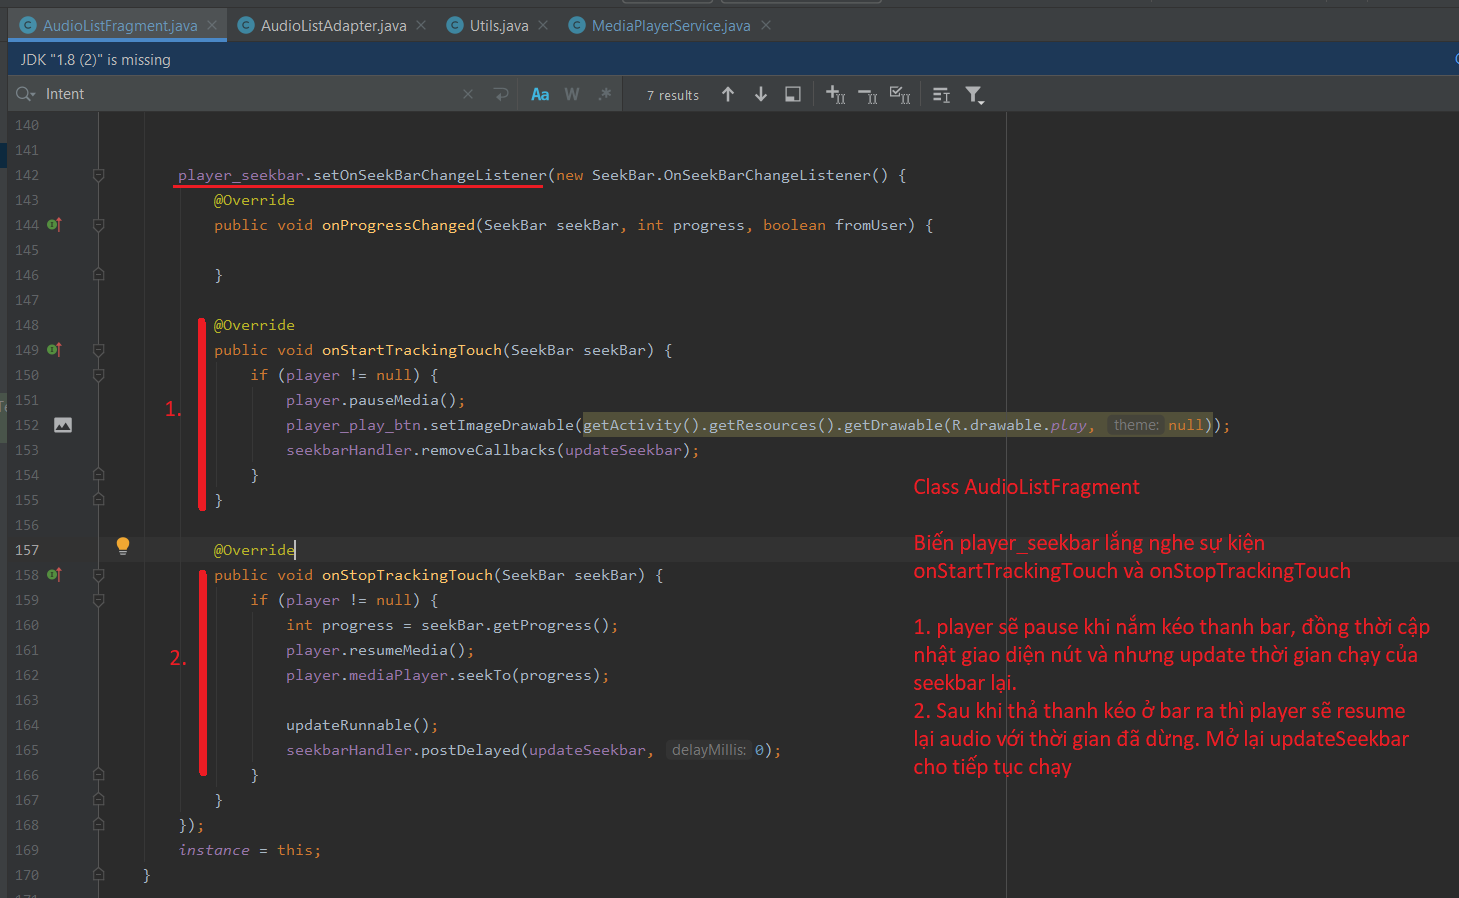 AudioListFragment.java AudioListAdapter.java Utils.java MediaPlayerService.java
JDK "1.8 (2)" is missing
Intent Aa W .* 7 results
140
141
142 player_seekbar.setOnSeekBarChangeListener(new SeekBar.OnSeekBarChangeListener() {
143 @Override
144 public void onProgressChanged(SeekBar seekBar, int progress, boolean fromUser) {
145
146 }
147
148 @Override
149 public void onStartTrackingTouch(SeekBar seekBar) {
150 if (player != null) {
151 player.pauseMedia();
1.
152 player_play_btn.setImageDrawable(getActivity().getResources().getDrawable(R.drawable.play, theme: null));
153 seekbarHandler.removeCallbacks(updateSeekbar);
154 }
155 }
156
157 @Override
158 public void onStopTrackingTouch(SeekBar seekBar) {
159 if (player != null) {
160 int progress = seekBar.getProgress();
161 player.resumeMedia();
2.
162 player.mediaPlayer.seekTo(progress);
163
164 updateRunnable();
165 seekbarHandler.postDelayed(updateSeekbar, delayMillis: 0);
166 }
167 }
168 });
169 instance = this;
170 }
Class AudioListFragment
Biến player_seekbar lắng nghe sự kiện
onStartTrackingTouch và onStopTrackingTouch
1. player sẽ pause khi nắm kéo thanh bar, đồng thời cập
nhật giao diện nút và nhưng update thời gian chạy của
seekbar lại.
2. Sau khi thả thanh kéo ở bar ra thì player sẽ resume
lại audio với thời gian đã dừng. Mở lại updateSeekbar
cho tiếp tục chạy